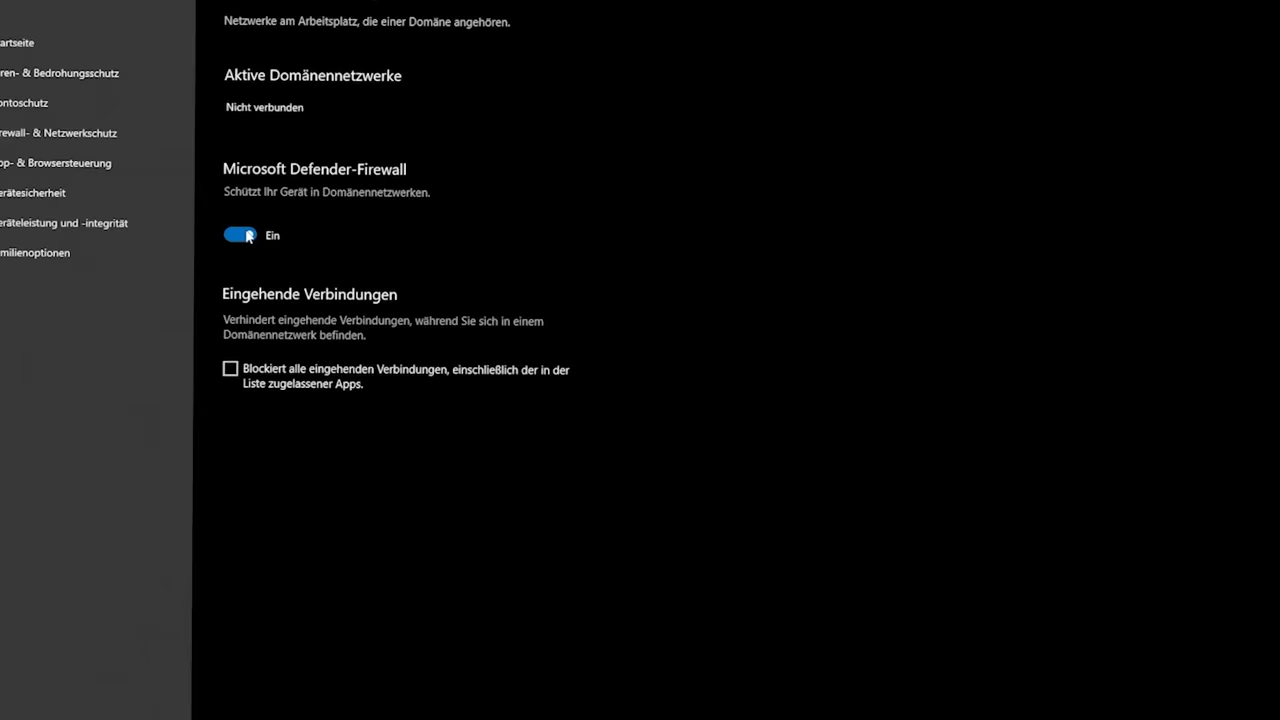 Netzwerke am Arbeitsplatz, die einer Domäne angehören.
artseite
ren- & Bedrohungsschutz
ontoschutz
rewall- & Netzwerkschutz
op- & Browsersteuerung
erätesicherheit
eräteleistung und -integrität
milienoptionen
Aktive Domänennetzwerke
Nicht verbunden
Microsoft Defender-Firewall
Schützt Ihr Gerät in Domänennetzwerken.
Ein
Eingehende Verbindungen
Verhindert eingehende Verbindungen, während Sie sich in einem
Domänennetzwerk befinden.
Blockiert alle eingehenden Verbindungen, einschließlich der in der
Liste zugelassener Apps.